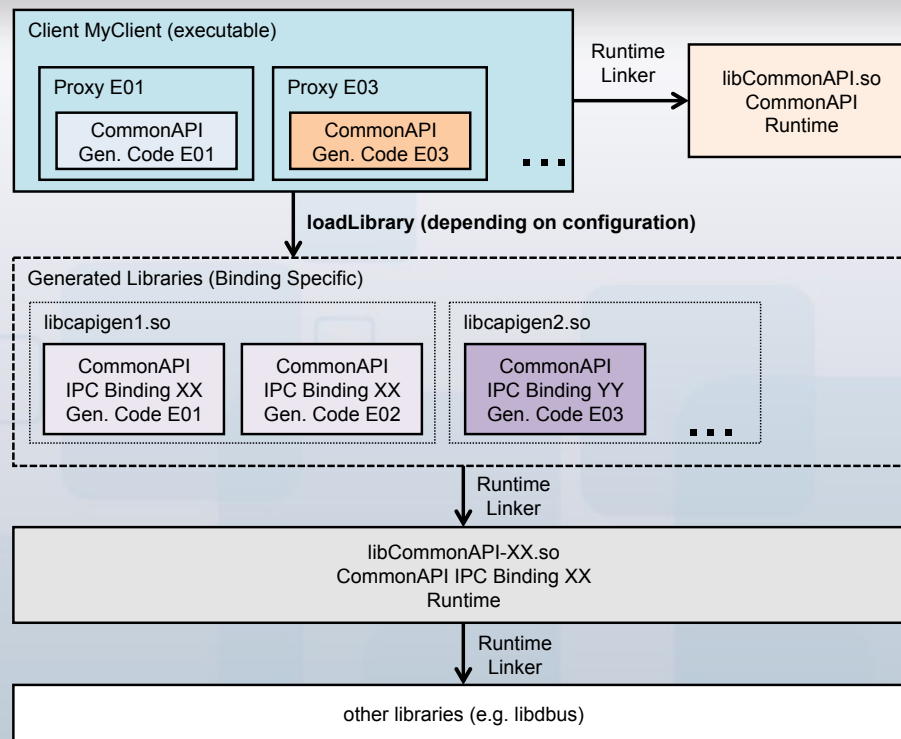 Client MyClient (executable)
Proxy E01
CommonAPI
Gen. Code E01
Proxy E03
CommonAPI
Gen. Code E03
...
Runtime
Linker
libCommonAPI.so
CommonAPI
Runtime
loadLibrary (depending on configuration)
Generated Libraries (Binding Specific)
libcapigen1.so
CommonAPI
IPC Binding XX
Gen. Code E01
CommonAPI
IPC Binding XX
Gen. Code E02
libcapigen2.so
CommonAPI
IPC Binding YY
Gen. Code E03
...
Runtime
Linker
libCommonAPI-XX.so
CommonAPI IPC Binding XX
Runtime
Runtime
Linker
other libraries (e.g. libdbus)